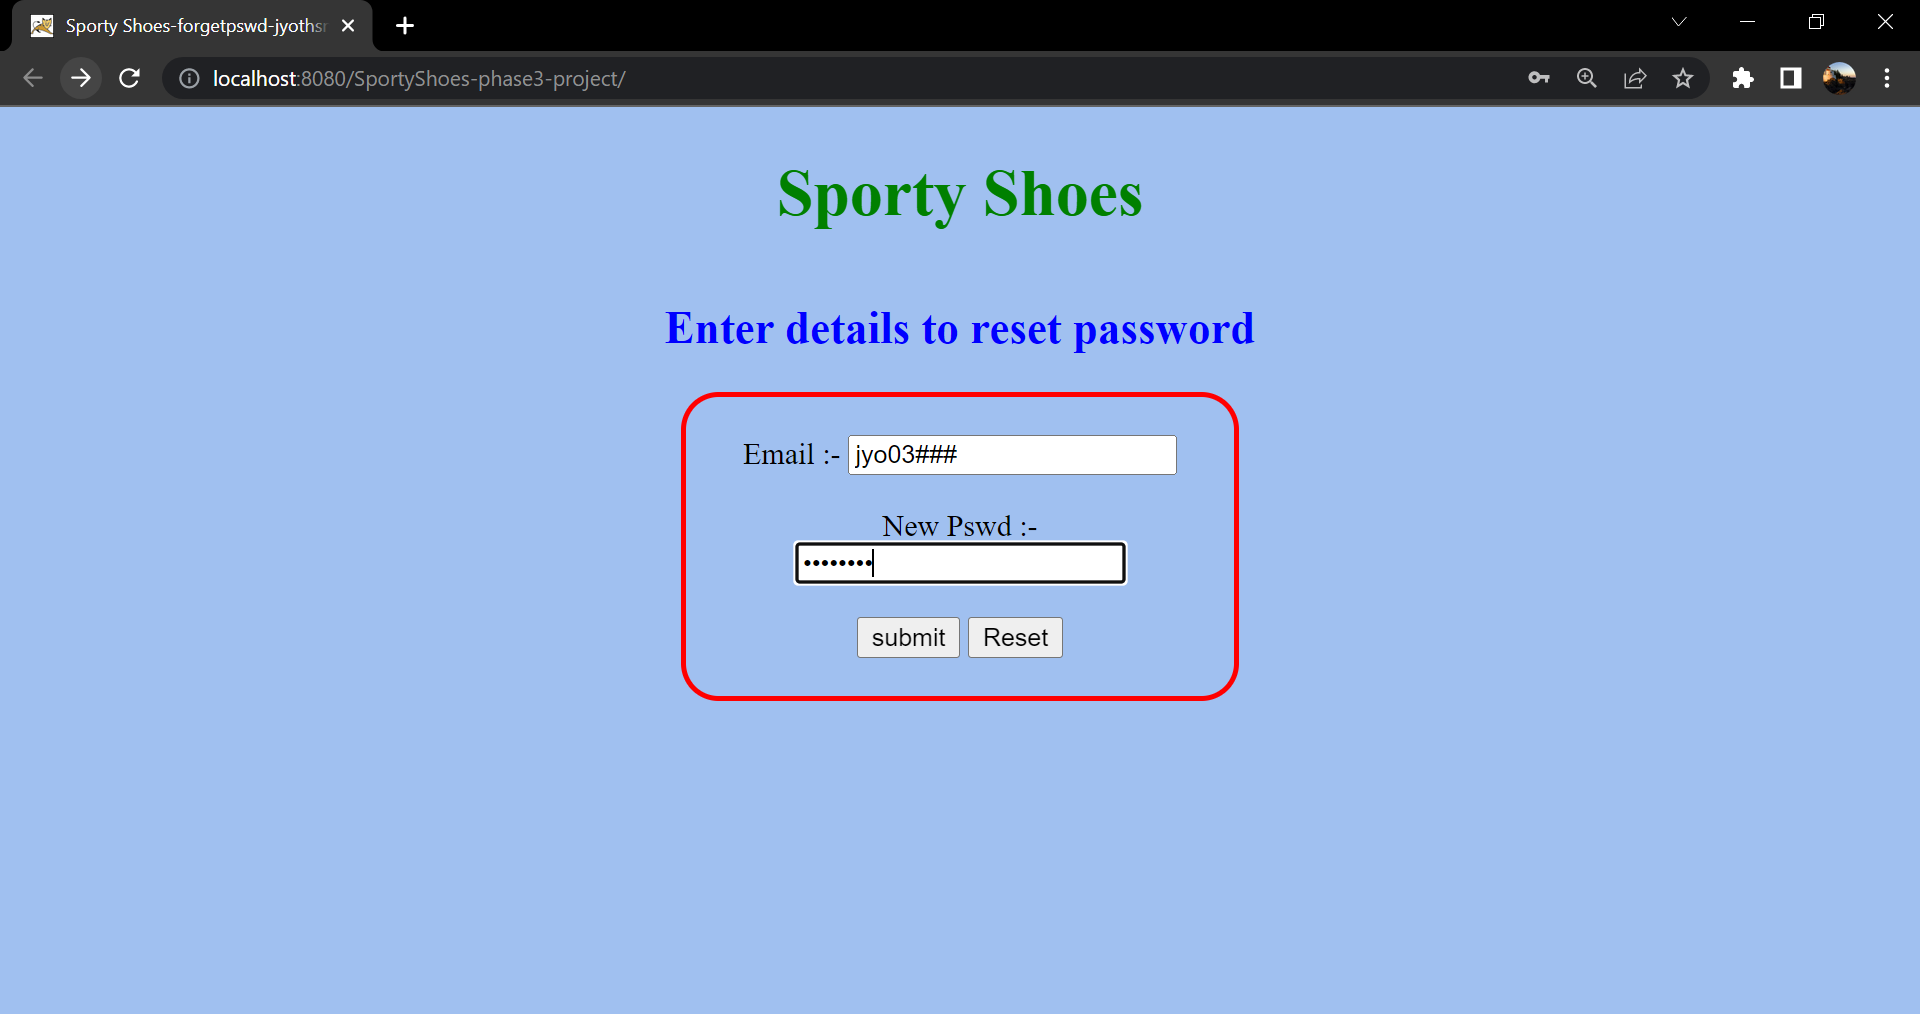 Sporty Shoes-forgetpswd-jyoths
localhost:8080/SportyShoes-phase3-project/
Sporty Shoes
Enter details to reset password
Email :- jyo03###
New Pswd :-
••••••••
submit Reset